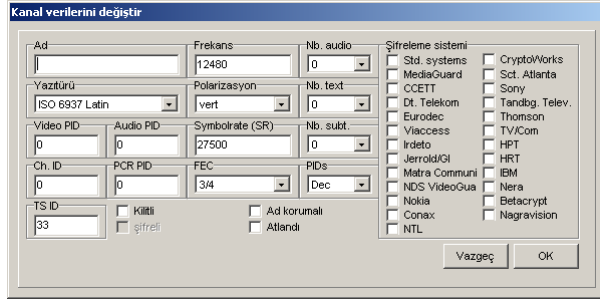 Kanal verilerini değiştir
Ad
Frekans
12480
Nb. audio
0
Yazıtürü
ISO 6937 Latin
Polarizasyon
vert
Nb. text
0
Video PID
0
Audio PID
0
Symbolrate (SR)
27500
Nb. subt.
0
Ch. ID
0
PCR PID
0
FEC
3/4
PIDs
Dec
TS ID
33
Kilitli
şifreli
Ad korumalı
Atlandı
Şifreleme sistemi
Std. systems
MediaGuard
CCETT
Dt. Telekom
Eurodec
Viaccess
Irdeto
Jerrold/GI
Matra Communi
NDS VideoGua
Nokia
Conax
NTL
CryptoWorks
Sct. Atlanta
Sony
Tandbg. Telev.
Thomson
TV/Com
HPT
HRT
IBM
Nera
Betacrypt
Nagravision
Vazgeç
OK